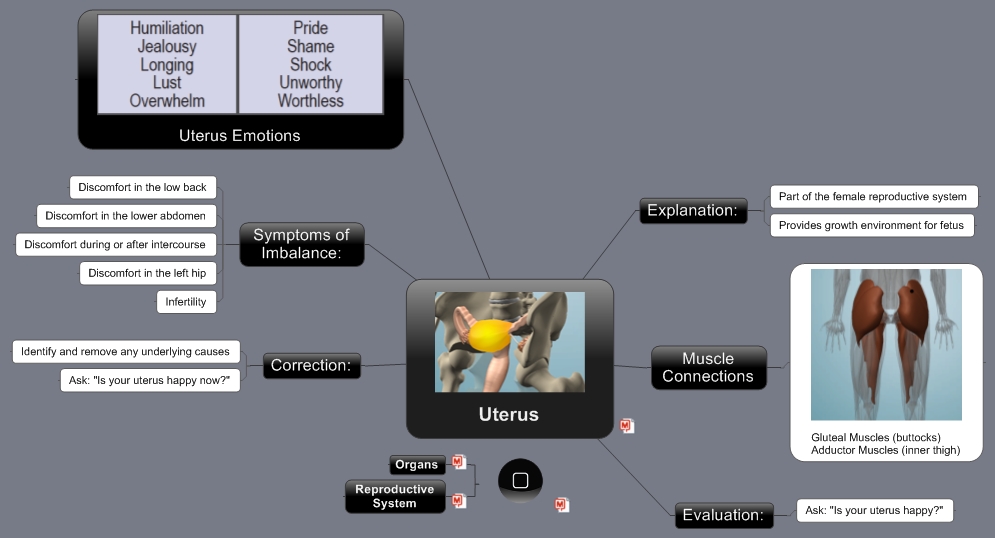 Humiliation
Jealousy
Longing
Lust
Overwhelm
Pride
Shame
Shock
Unworthy
Worthless
Uterus Emotions
Discomfort in the low back
Discomfort in the lower abdomen
Discomfort during or after intercourse
Discomfort in the left hip
Infertility
Symptoms of
Imbalance:
Identify and remove any underlying causes
Ask: "Is your uterus happy now?"
Correction:
Uterus
Explanation:
Part of the female reproductive system
Provides growth environment for fetus
Muscle
Connections
Gluteal Muscles (buttocks)
Adductor Muscles (inner thigh)
Evaluation:
Ask: "Is your uterus happy?"
Organs
Reproductive
System